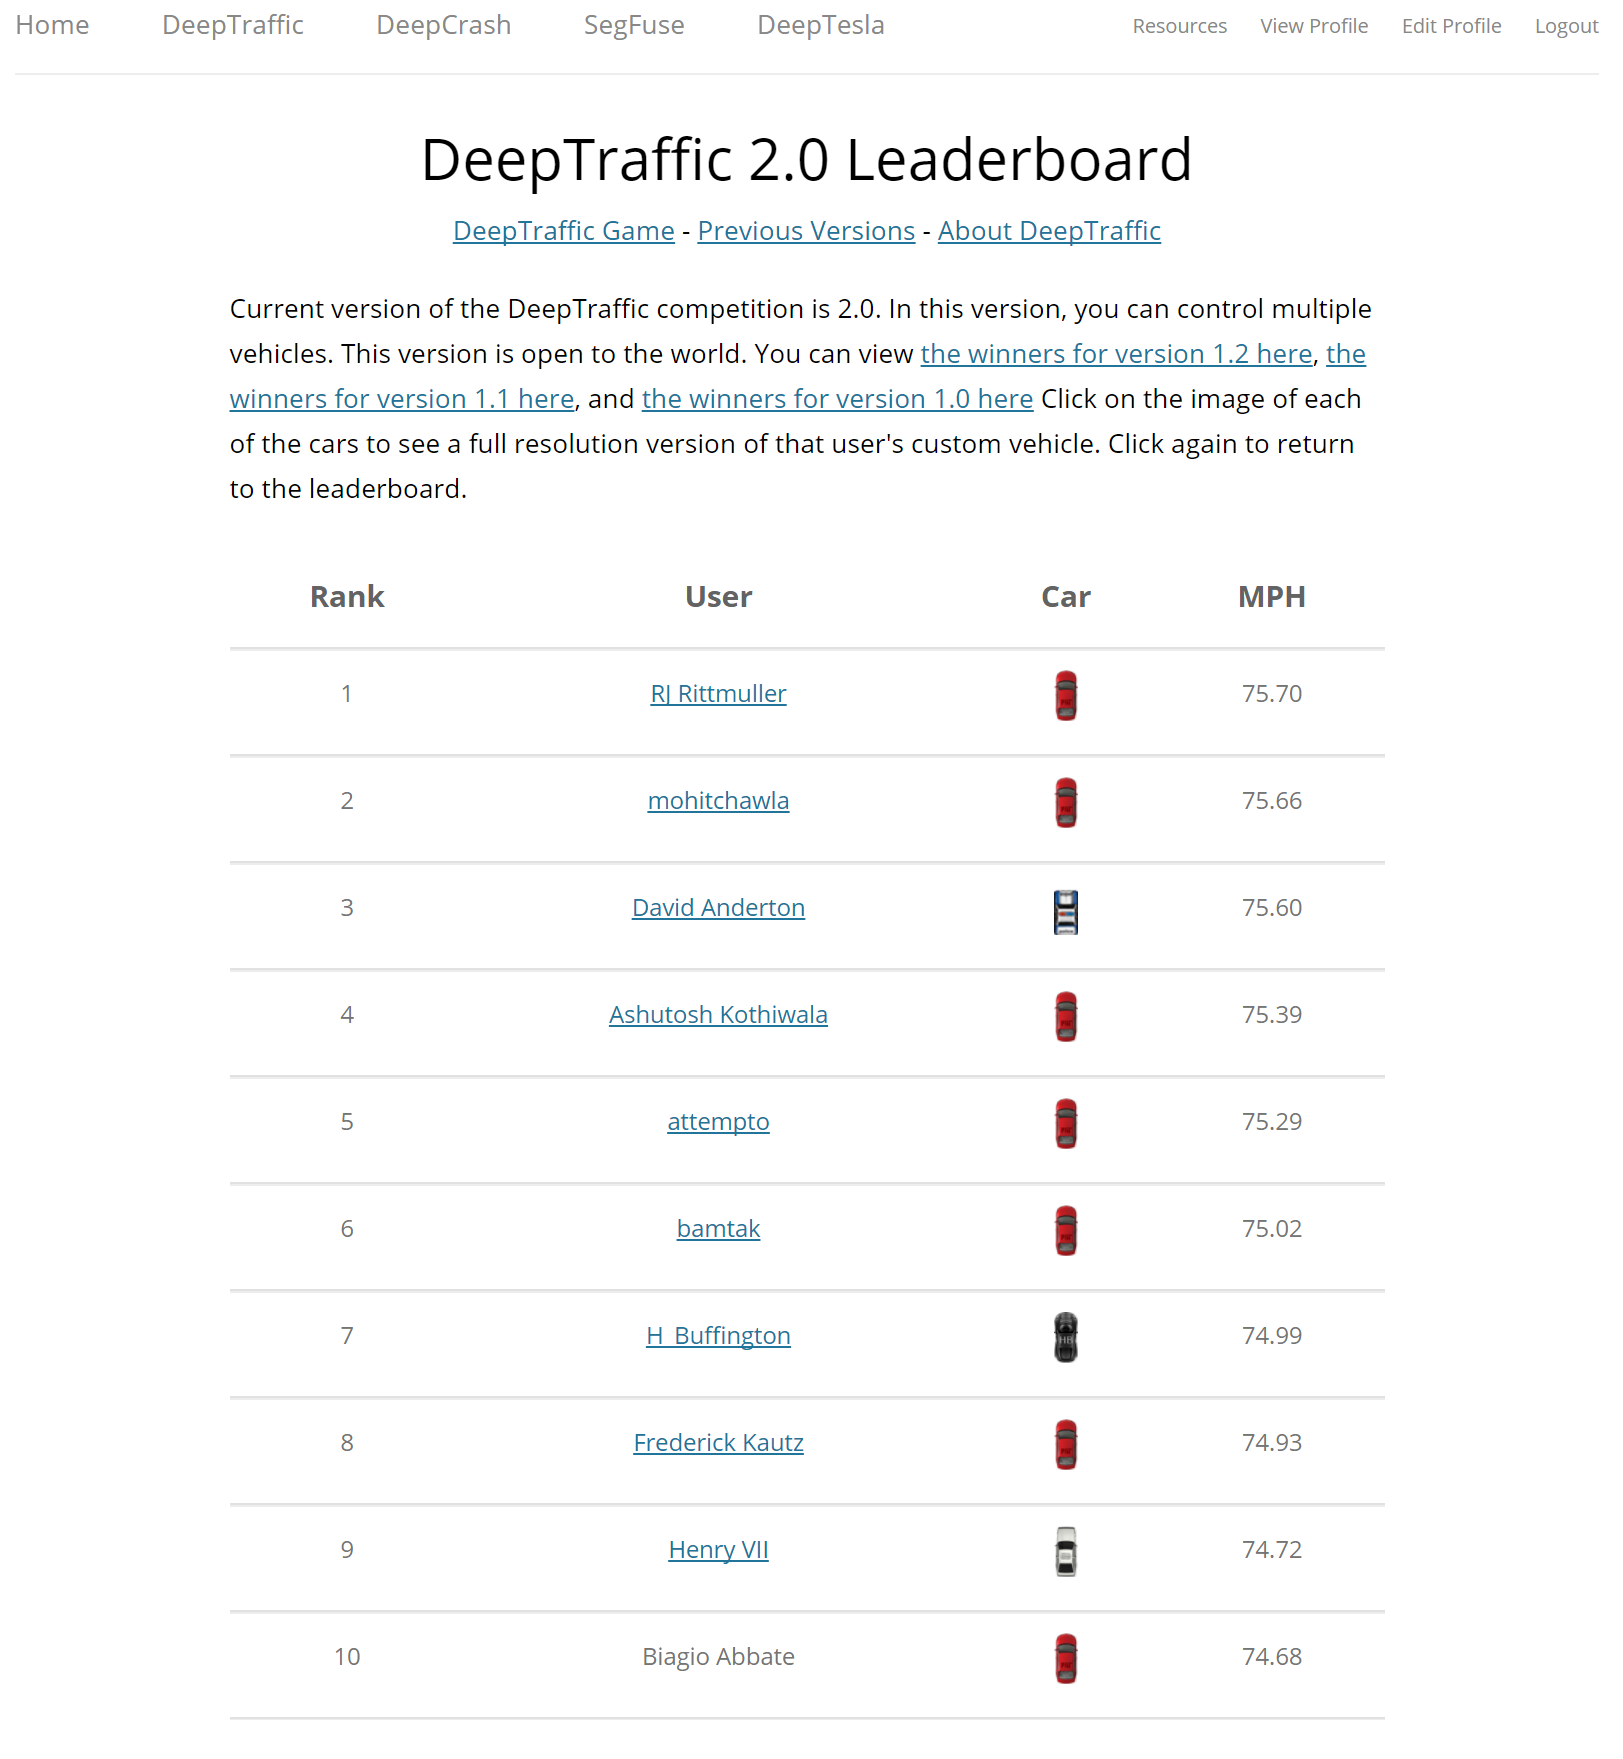 Home DeepTraffic DeepCrash SegFuse DeepTesla Resources View Profile Edit Profile Logout
DeepTraffic 2.0 Leaderboard
DeepTraffic Game - Previous Versions - About DeepTraffic
Current version of the DeepTraffic competition is 2.0. In this version, you can control multiple
vehicles. This version is open to the world. You can view the winners for version 1.2 here, the
winners for version 1.1 here, and the winners for version 1.0 here Click on the image of each
of the cars to see a full resolution version of that user's custom vehicle. Click again to return
to the leaderboard.
Rank User Car MPH
1 RJ Rittmuller 75.70
2 mohitchawla 75.66
3 David Anderton 75.60
4 Ashutosh Kothiwala 75.39
5 attempto 75.29
6 bamtak 75.02
7 H_Buffington 74.99
8 Frederick Kautz 74.93
9 Henry VII 74.72
10 Biagio Abbate 74.68